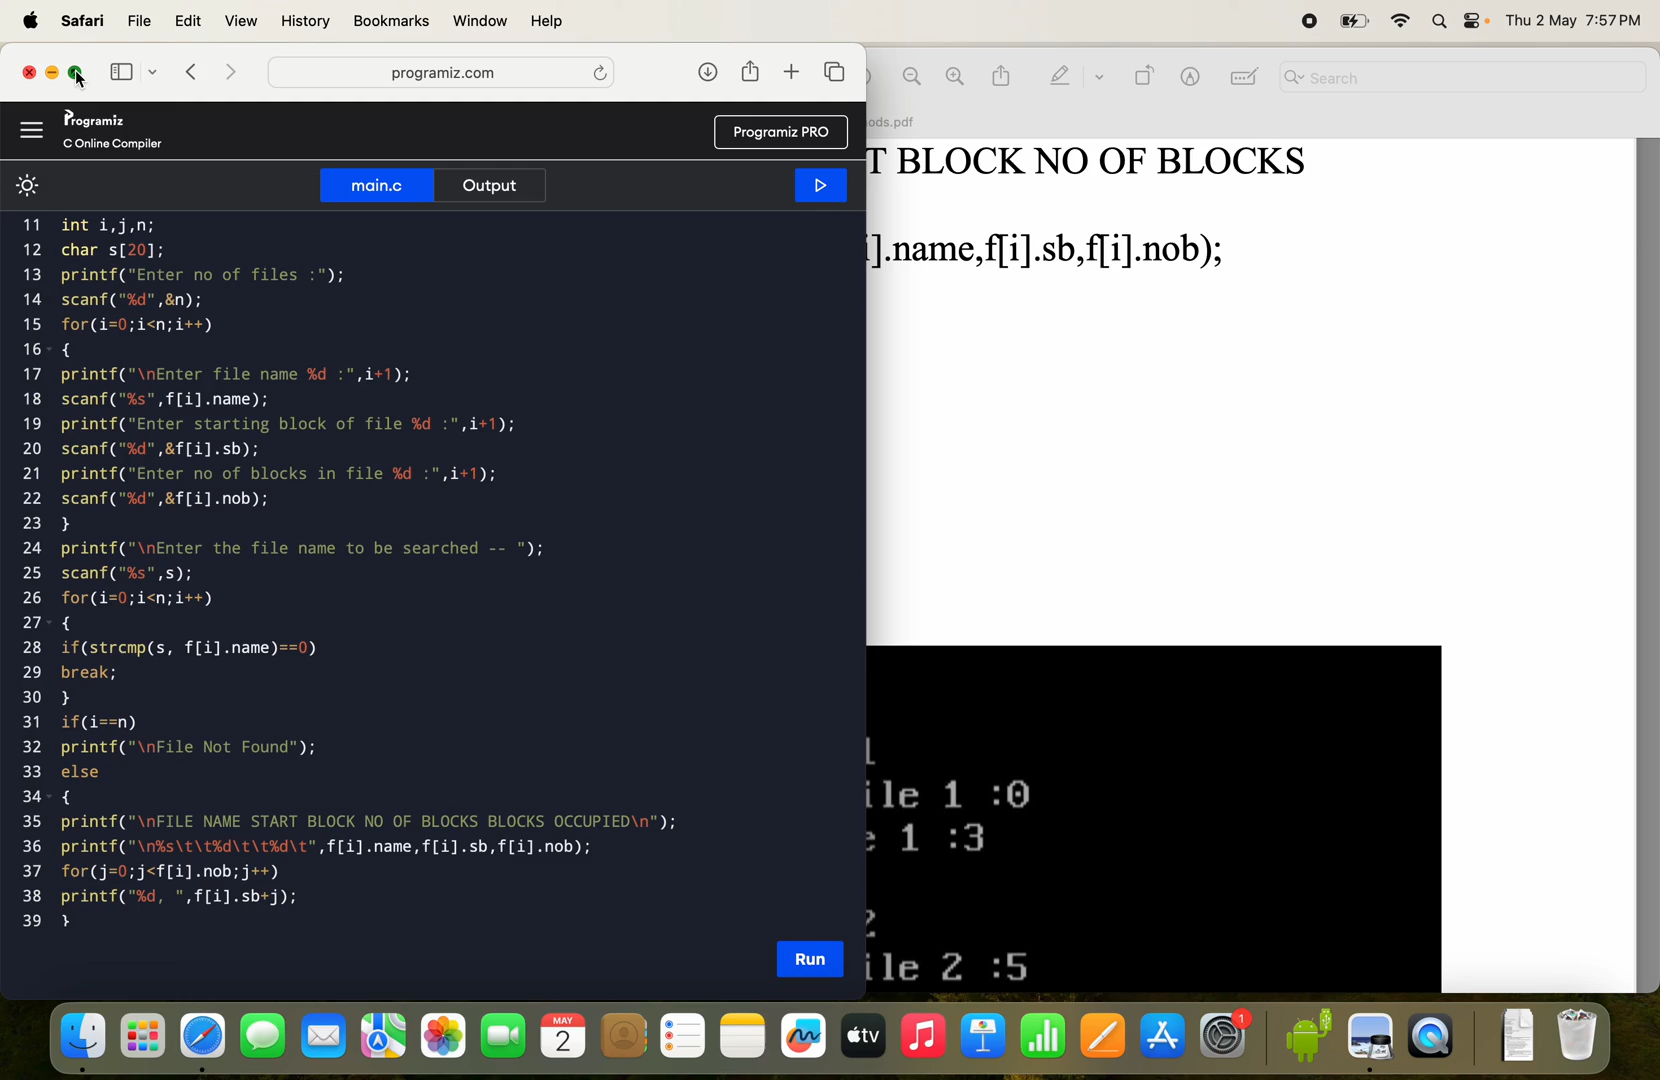 Safari File Edit View History Bookmarks Window Help Thu 2 May 7:57 PM
programiz.com
Search
ods.pdf
Programiz
C Online Compiler
Programiz PRO
main.c Output
11 int i,j,n;
12 char s[20];
13 printf("Enter no of files :");
14 scanf("%d",&n);
15 for(i=0;i<n;i++)
16 {
17 printf("\nEnter file name %d :",i+1);
18 scanf("%s",f[i].name);
19 printf("Enter starting block of file %d :",i+1);
20 scanf("%d",&f[i].sb);
21 printf("Enter no of blocks in file %d :",i+1);
22 scanf("%d",&f[i].nob);
23 }
24 printf("\nEnter the file name to be searched -- ");
25 scanf("%s",s);
26 for(i=0;i<n;i++)
27 {
28 if(strcmp(s, f[i].name)==0)
29 break;
30 }
31 if(i==n)
32 printf("\nFile Not Found");
33 else
34 {
35 printf("\nFILE NAME START BLOCK NO OF BLOCKS BLOCKS OCCUPIED\n");
36 printf("\n%s\t\t%d\t\t%d\t",f[i].name,f[i].sb,f[i].nob);
37 for(j=0;j<f[i].nob;j++)
38 printf("%d, ",f[i].sb+j);
39 }
Run
T BLOCK NO OF BLOCKS
i].name,f[i].sb,f[i].nob);
1
ile 1 :0
e 1 :3
2
ile 2 :5
MAY
2
tv
1